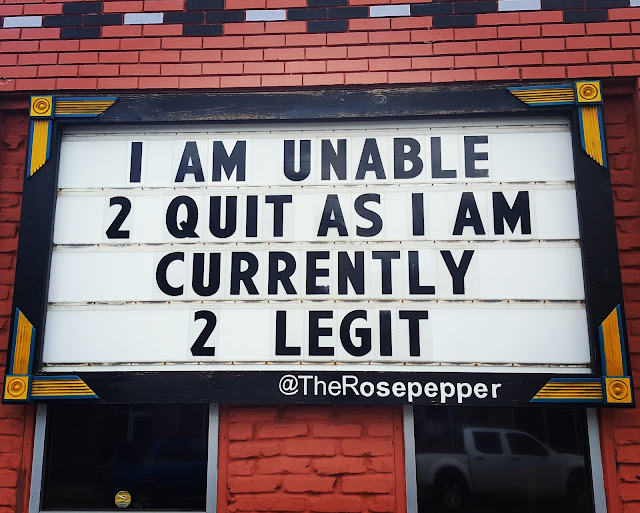 I AM UNABLE
2 QUIT AS I AM
CURRENTLY
2 LEGIT
@TheRosepepper